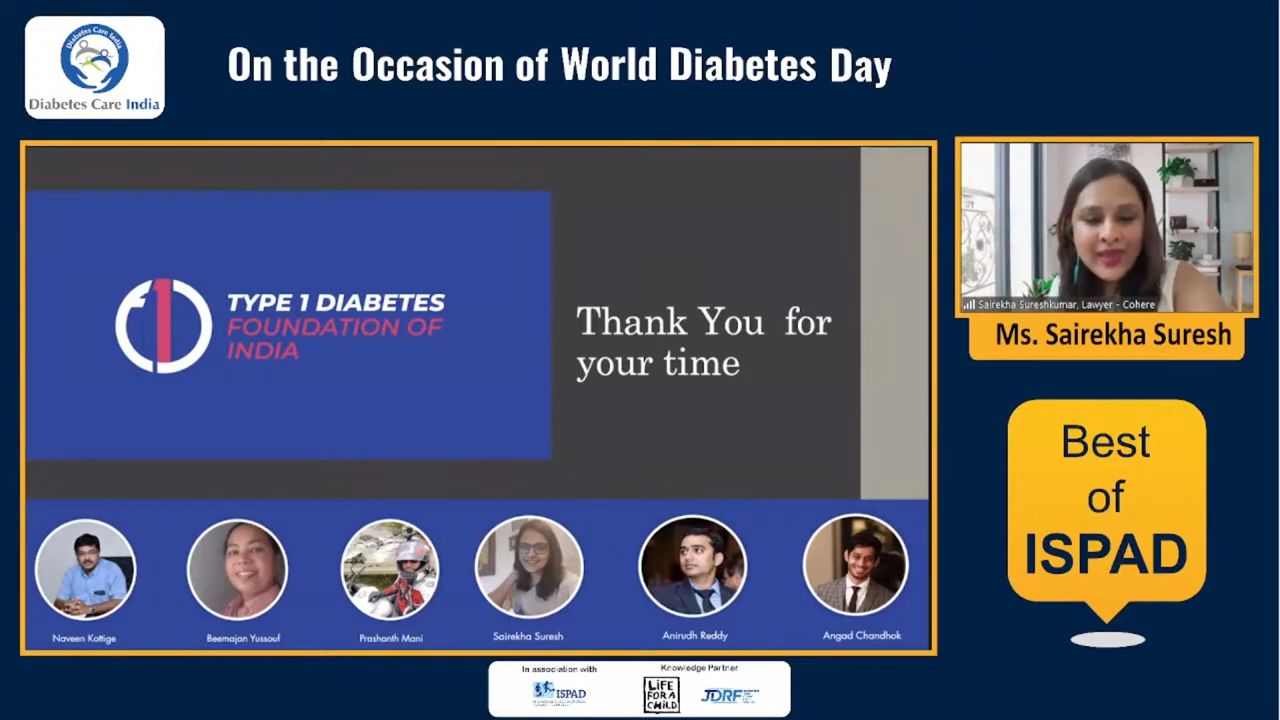 Diabetes Care India
Diabetes Care India
On the Occasion of World Diabetes Day
TYPE 1 DIABETES
FOUNDATION OF
INDIA
Thank You for
your time
Sairekha Sureshkumar, Lawyer - Cohere
Ms. Sairekha Suresh
Best
of
ISPAD
Naveen Kottige
Beemajan Yussouf
Prashanth Mani
Sairekha Suresh
Anirudh Reddy
Angad Chandhok
In association with
ISPAD
Knowledge Partner
LiFE
FOR A
CHiLD
JDRF